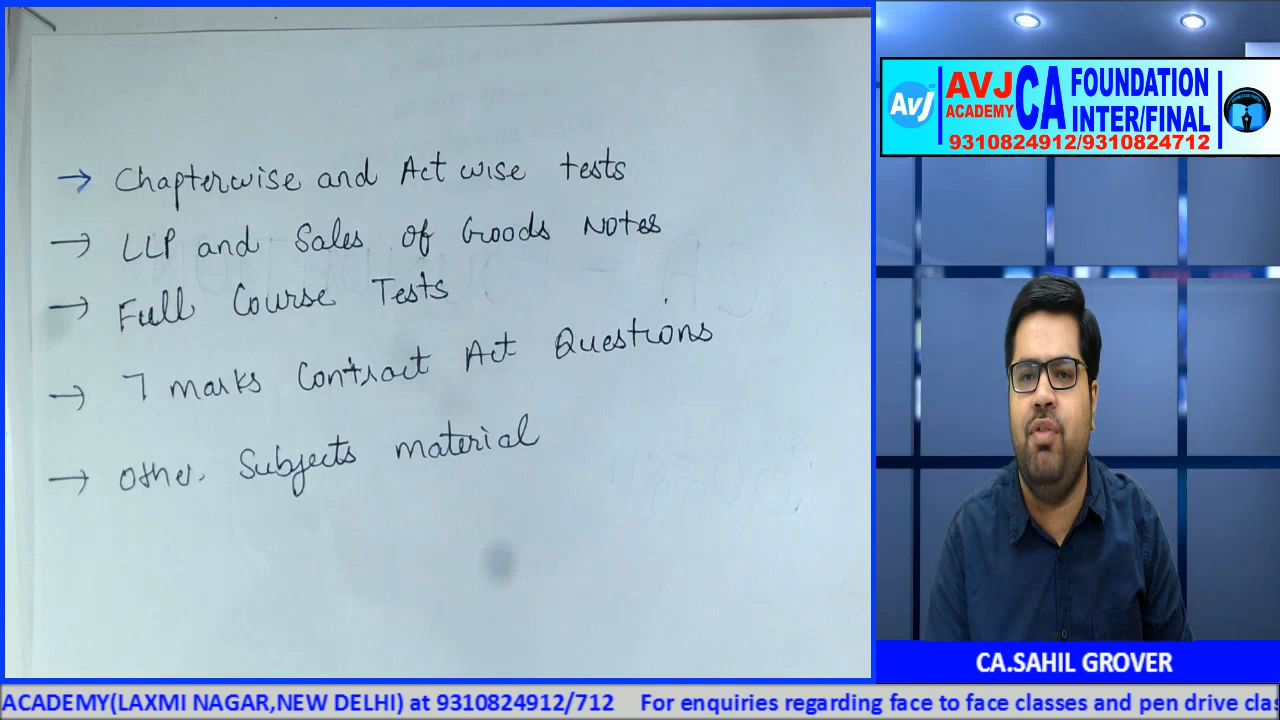 → Chapterwise and Act wise tests
→ LLP and Sales of Goods Notes
→ Full Course Tests
→ 7 marks Contract Act Questions
→ Other Subjects material
AVJ
AVJ
ACADEMY
CA
FOUNDATION
INTER/FINAL
9310824912/9310824712
CA.SAHIL GROVER
ACADEMY(LAXMI NAGAR,NEW DELHI) at 9310824912/712 For enquiries regarding face to face classes and pen drive clas